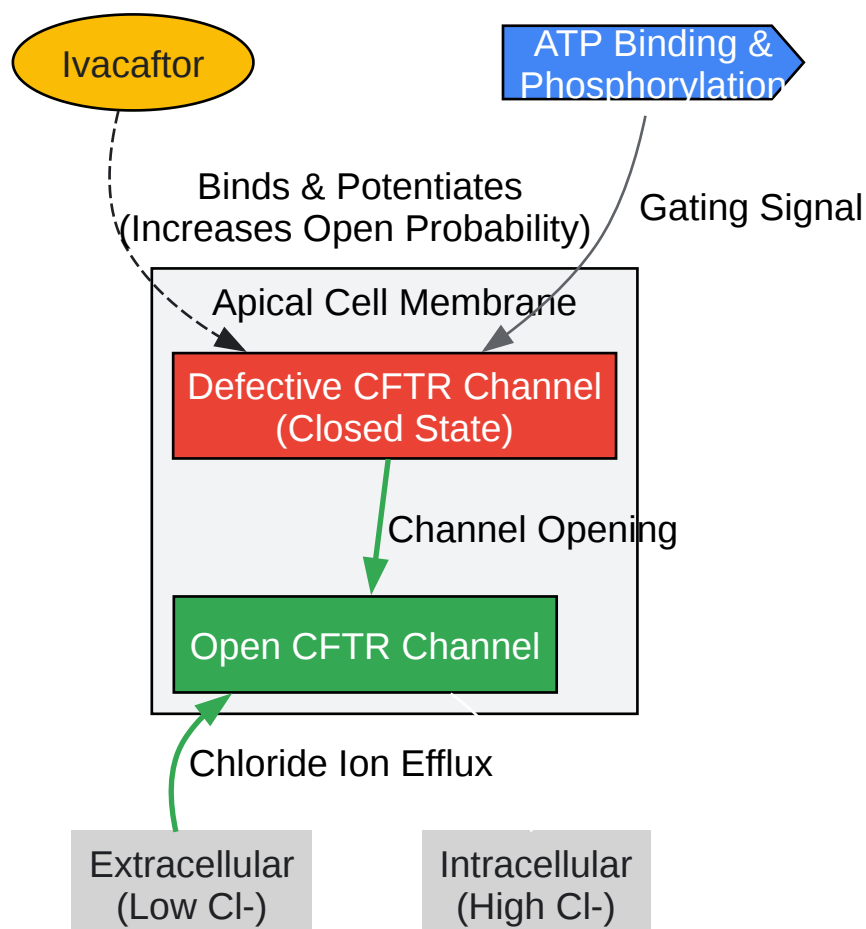 Ivacaftor
ATP Binding &
Phosphorylation
Binds & Potentiates
(Increases Open Probability)
Gating Signal
Apical Cell Membrane
Defective CFTR Channel
(Closed State)
Channel Opening
Open CFTR Channel
Chloride Ion Efflux
Extracellular
(Low Cl-)
Intracellular
(High Cl-)